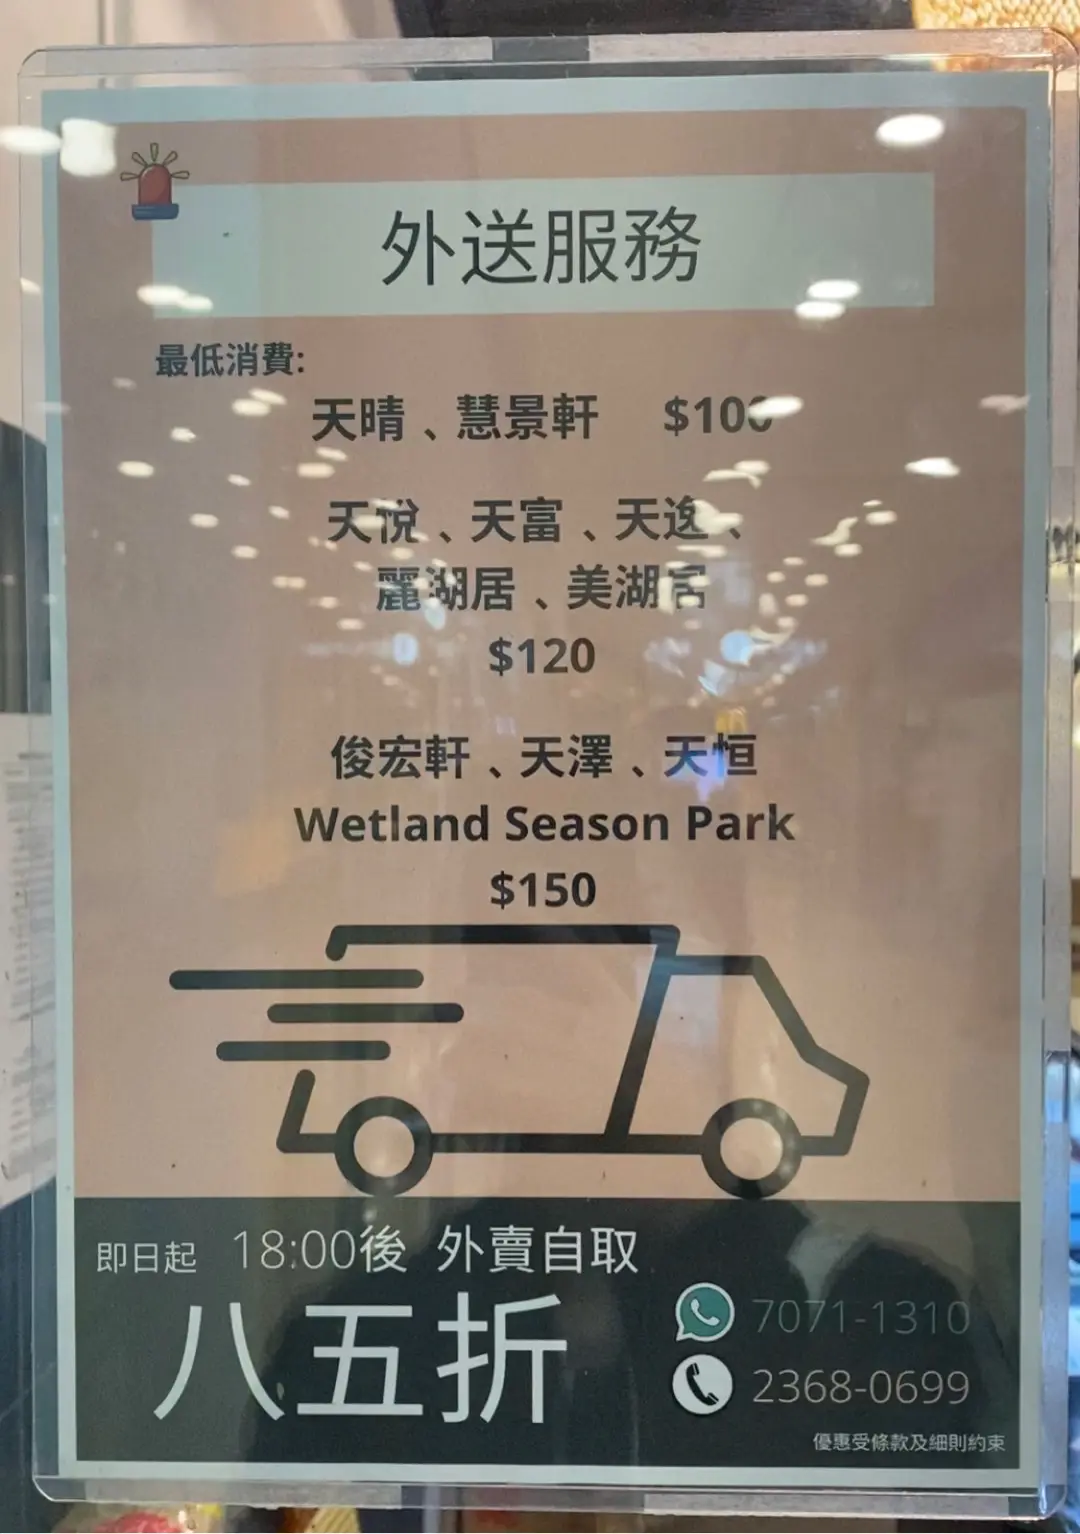 外送服務
最低消費:
天晴、慧景軒 $100
天悅、天富、天逸、
麗湖居、美湖居
$120
俊宏軒、天澤、天恒
Wetland Season Park
$150
即日起 18:00後 外賣自取
八五折
7071-1310
2368-0699
優惠受條款及細則約束